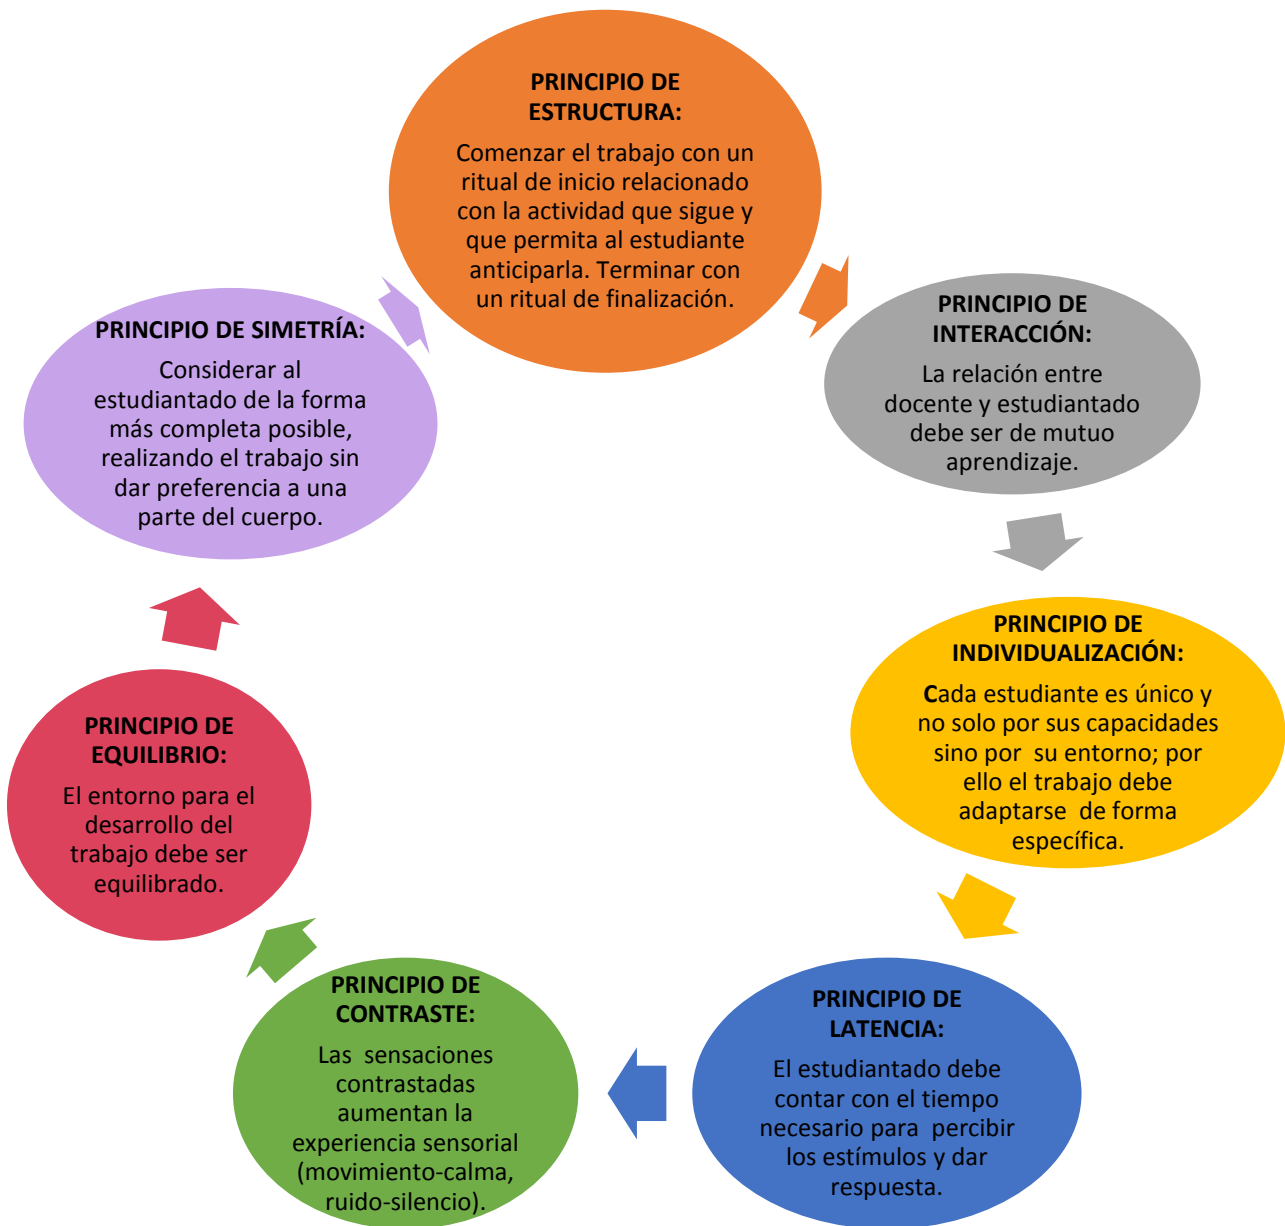 PRINCIPIO DE
ESTRUCTURA:
Comenzar el trabajo con un
ritual de inicio relacionado
con la actividad que sigue y
que permita al estudiante
anticiparla. Terminar con
un ritual de finalización.
PRINCIPIO DE
INTERACCIÓN:
La relación entre
docente y estudiantado
debe ser de mutuo
aprendizaje.
PRINCIPIO DE
INDIVIDUALIZACIÓN:
Cada estudiante es único y
no solo por sus capacidades
sino por su entorno; por
ello el trabajo debe
adaptarse de forma
específica.
PRINCIPIO DE
LATENCIA:
El estudiantado debe
contar con el tiempo
necesario para percibir
los estímulos y dar
respuesta.
PRINCIPIO DE
CONTRASTE:
Las sensaciones
contrastadas
aumentan la
experiencia sensorial
(movimiento-calma,
ruido-silencio).
PRINCIPIO DE
EQUILIBRIO:
El entorno para el
desarrollo del
trabajo debe ser
equilibrado.
PRINCIPIO DE SIMETRÍA:
Considerar al
estudiantado de la forma
más completa posible,
realizando el trabajo sin
dar preferencia a una
parte del cuerpo.